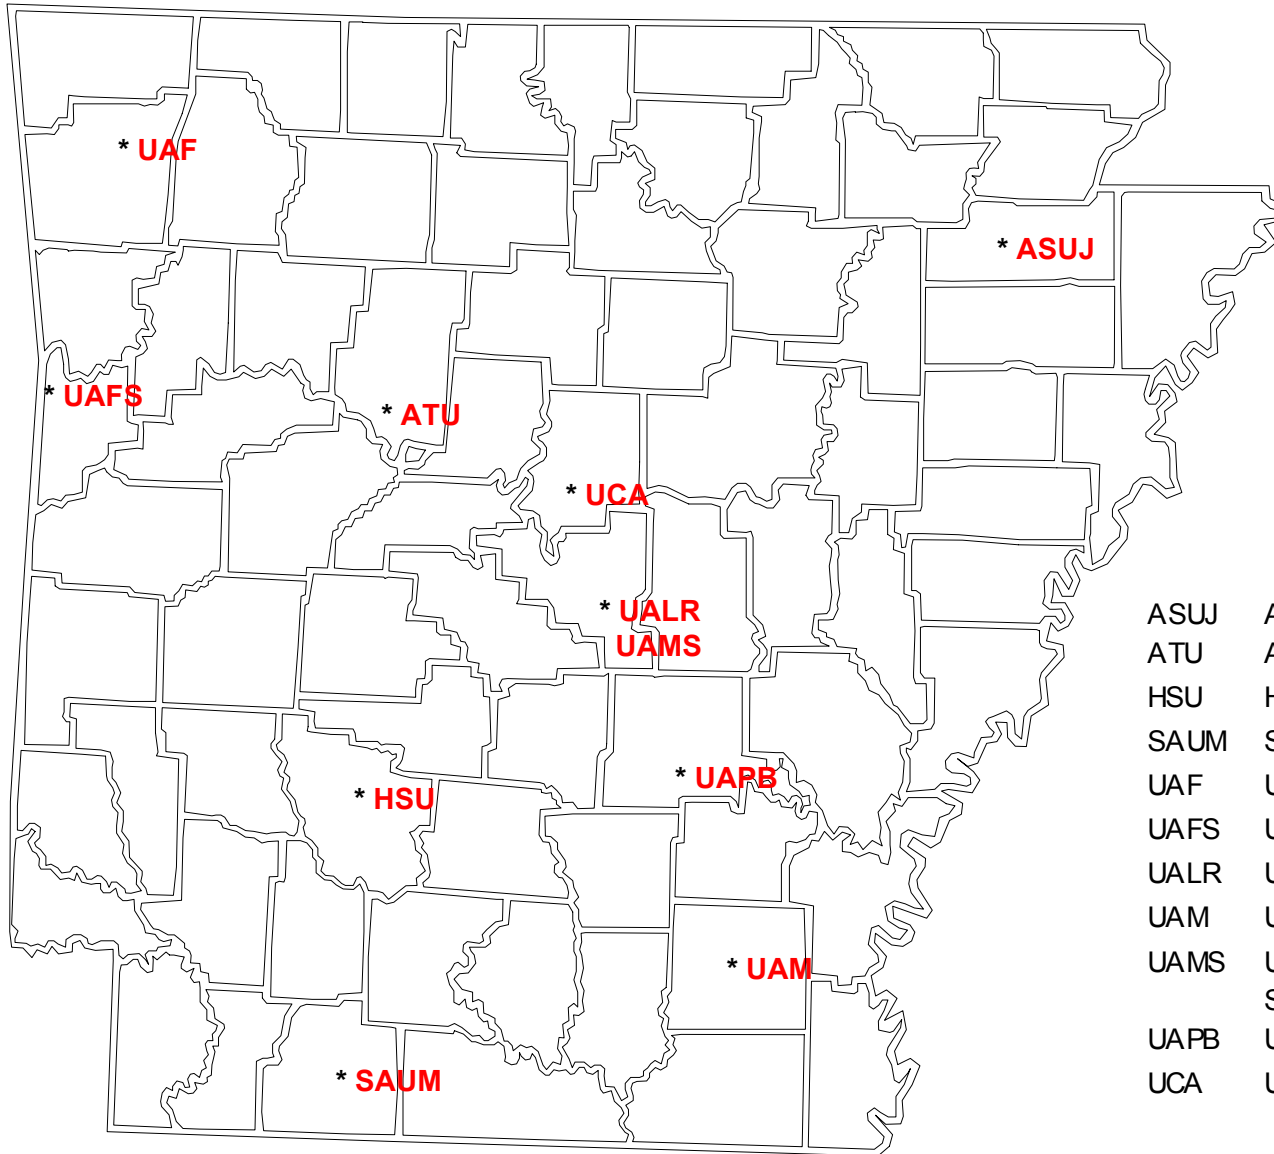 * UAF
* ASUJ
* UAFS
* ATU
* UCA
* UALR
UAMS
* UAPB
* HSU
* UAM
* SAUM
ASUJ A
ATU A
HSU H
SAUM S
UAF U
UAFS U
UALR U
UAM U
UAMS U
S
UAPB U
UCA U